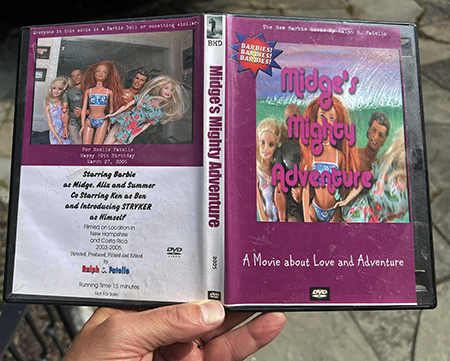 Everyone in this movie is a Barbie Doll or something similar.
For Noelle Fatello
Happy 10th Birthday
March 27, 2005
Starring Barbie
as Midge, Alix and Summer
Co Starring Ken as Ben
and Introducing STRYKER
as Himself
Filmed on Location in
New Hampshire
and Costa Rica
2003-2005
Directed, Produced, Filmed and Edited
by
Ralph S. Fatello
DVD
VIDEO
Running Time 15 minutes
Not For Sale
BHD
Midge's Mighty Adventure
2005
The New Barbie Movie By Ralph S. Fatello
BARBIES!
BARBIES!
BARBIES!
Midge's
Mighty
Adventure
A Movie about Love and Adventure
DVD